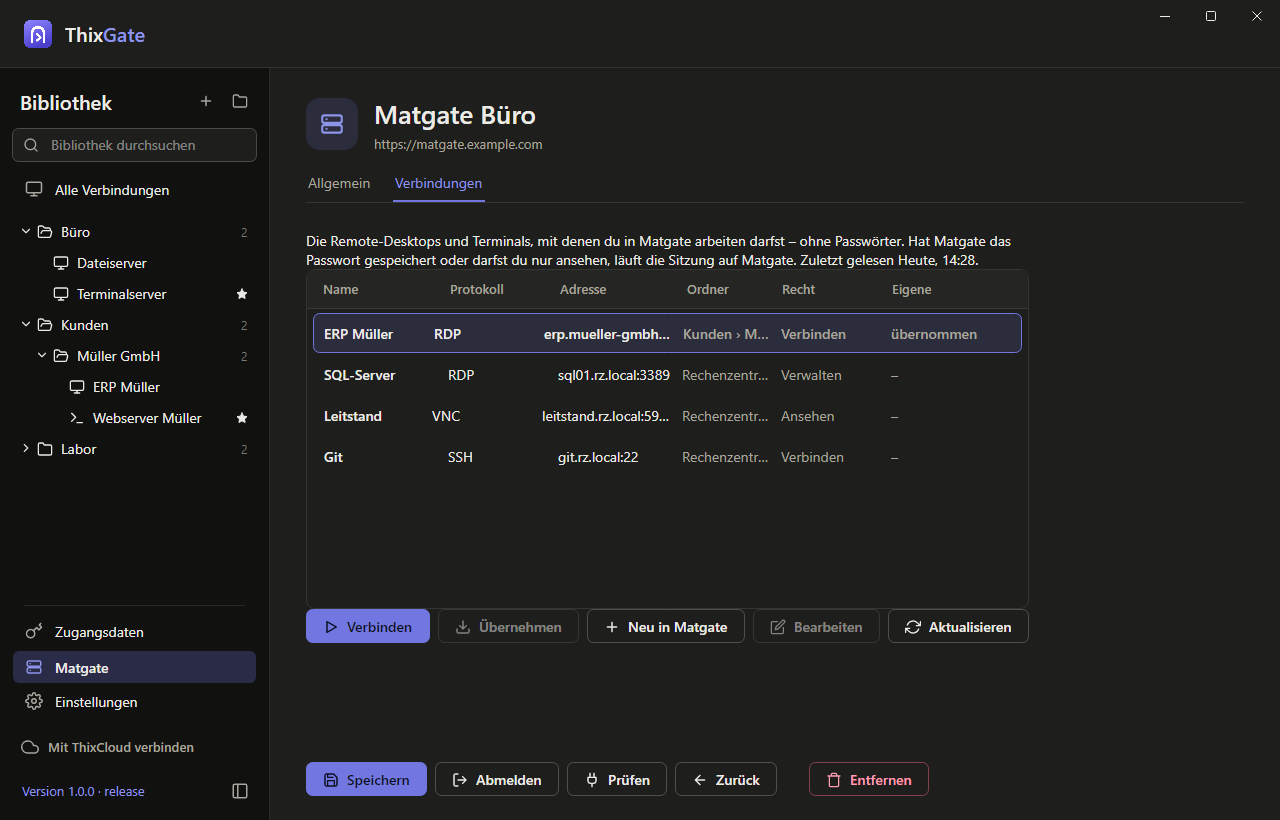 ThixGate
Bibliothek
Bibliothek durchsuchen
Alle Verbindungen
Büro 2
Dateiserver
Terminalserver
Kunden 2
Müller GmbH 2
ERP Müller
Webserver Müller
Labor 2
Zugangsdaten
Matgate
Einstellungen
Mit ThixCloud verbinden
Version 1.0.0 · release
Matgate Büro
https://matgate.example.com
Allgemein Verbindungen
Die Remote-Desktops und Terminals, mit denen du in Matgate arbeiten darfst – ohne Passwörter. Hat Matgate das
Passwort gespeichert oder darfst du nur ansehen, läuft die Sitzung auf Matgate. Zuletzt gelesen Heute, 14:28.
Name Protokoll Adresse Ordner Recht Eigene
ERP Müller RDP erp.mueller-gmbh... Kunden › M... Verbinden übernommen
SQL-Server RDP sql01.rz.local:3389 Rechenzentr... Verwalten –
Leitstand VNC leitstand.rz.local:59... Rechenzentr... Ansehen –
Git SSH git.rz.local:22 Rechenzentr... Verbinden –
Verbinden Übernehmen Neu in Matgate Bearbeiten Aktualisieren
Speichern Abmelden Prüfen Zurück Entfernen